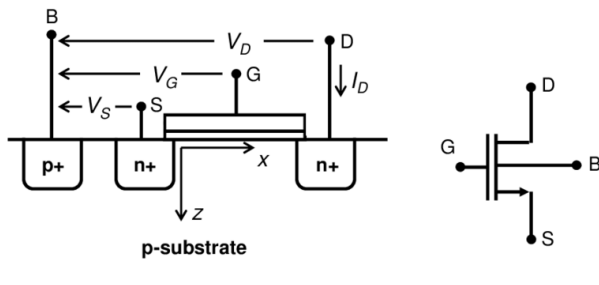 B
V_D D
V_G G I_D
V_S S
p+ n+ x n+
z
p-substrate
D
G B
S